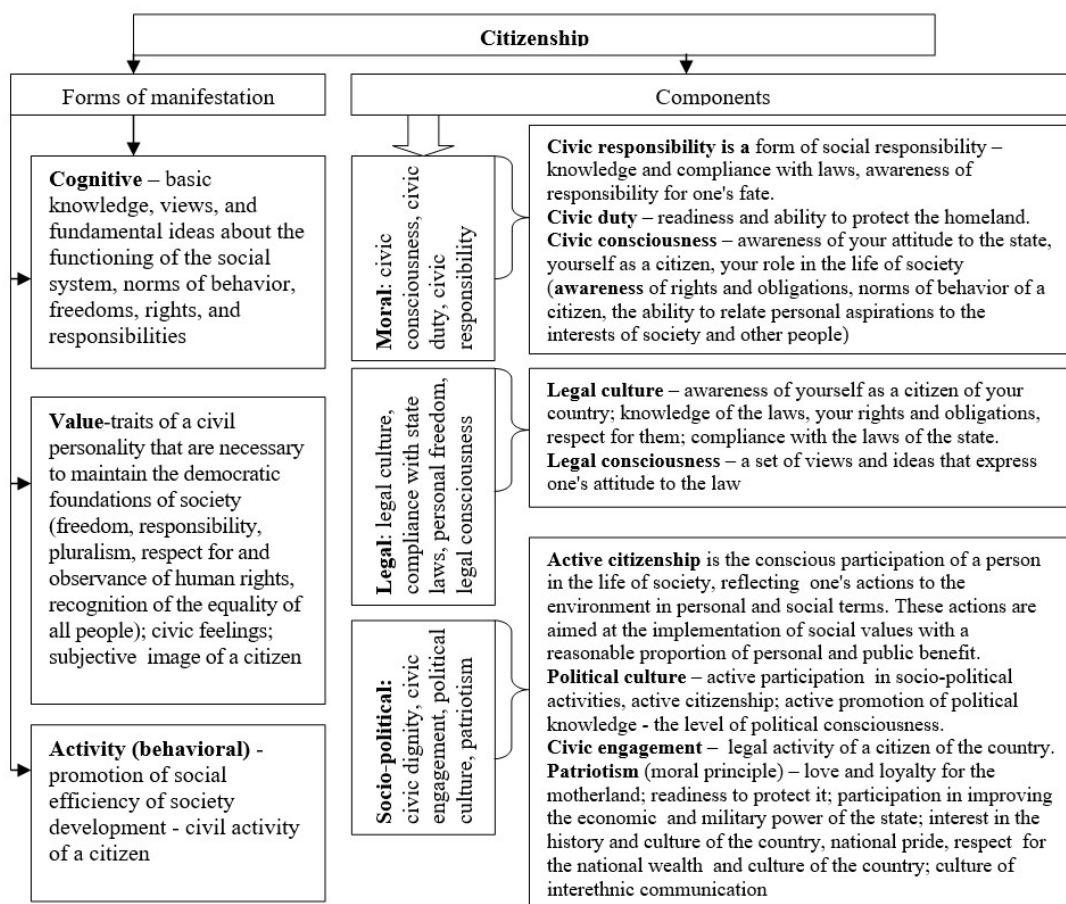 Citizenship
Forms of manifestation
Components
Cognitive – basic
knowledge, views, and
fundamental ideas about the
functioning of the social
system, norms of behavior,
freedoms, rights, and
responsibilities
Value-traits of a civil
personality that are necessary
to maintain the democratic
foundations of society
(freedom, responsibility,
pluralism, respect for and
observance of human rights,
recognition of the equality of
all people); civic feelings;
subjective image of a citizen
Activity (behavioral) -
promotion of social
efficiency of society
development - civil activity
of a citizen
Moral: civic
consciousness, civic
duty, civic
responsibility
Civic responsibility is a form of social responsibility –
knowledge and compliance with laws, awareness of
responsibility for one's fate.
Civic duty – readiness and ability to protect the homeland.
Civic consciousness – awareness of your attitude to the state,
yourself as a citizen, your role in the life of society
(awareness of rights and obligations, norms of behavior of a
citizen, the ability to relate personal aspirations to the
interests of society and other people)
Legal: legal culture,
compliance with state
laws, personal freedom,
legal consciousness
Legal culture – awareness of yourself as a citizen of your
country; knowledge of the laws, your rights and obligations,
respect for them; compliance with the laws of the state.
Legal consciousness – a set of views and ideas that express
one's attitude to the law
Socio-political:
civic dignity, civic
engagement, political
culture, patriotism
Active citizenship is the conscious participation of a person
in the life of society, reflecting one's actions to the
environment in personal and social terms. These actions are
aimed at the implementation of social values with a
reasonable proportion of personal and public benefit.
Political culture – active participation in socio-political
activities, active citizenship; active promotion of political
knowledge - the level of political consciousness.
Civic engagement – legal activity of a citizen of the country.
Patriotism (moral principle) – love and loyalty for the
motherland; readiness to protect it; participation in improving
the economic and military power of the state; interest in the
history and culture of the country, national pride, respect for
the national wealth and culture of the country; culture of
interethnic communication